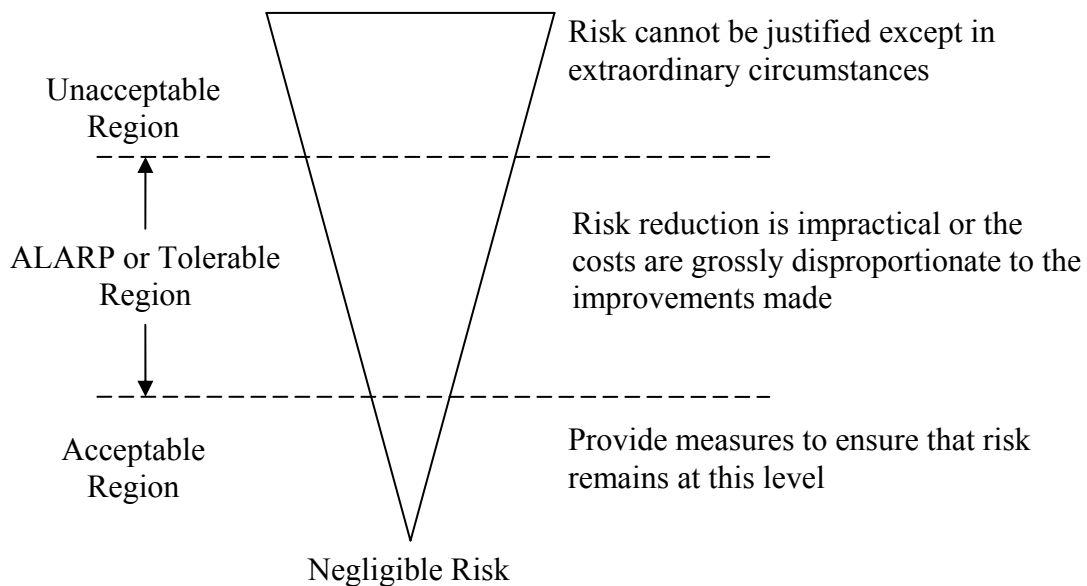 Risk cannot be justified except in
extraordinary circumstances
Unacceptable
Region
ALARP or Tolerable
Region
Risk reduction is impractical or the
costs are grossly disproportionate to the
improvements made
Acceptable
Region
Provide measures to ensure that risk
remains at this level
Negligible Risk